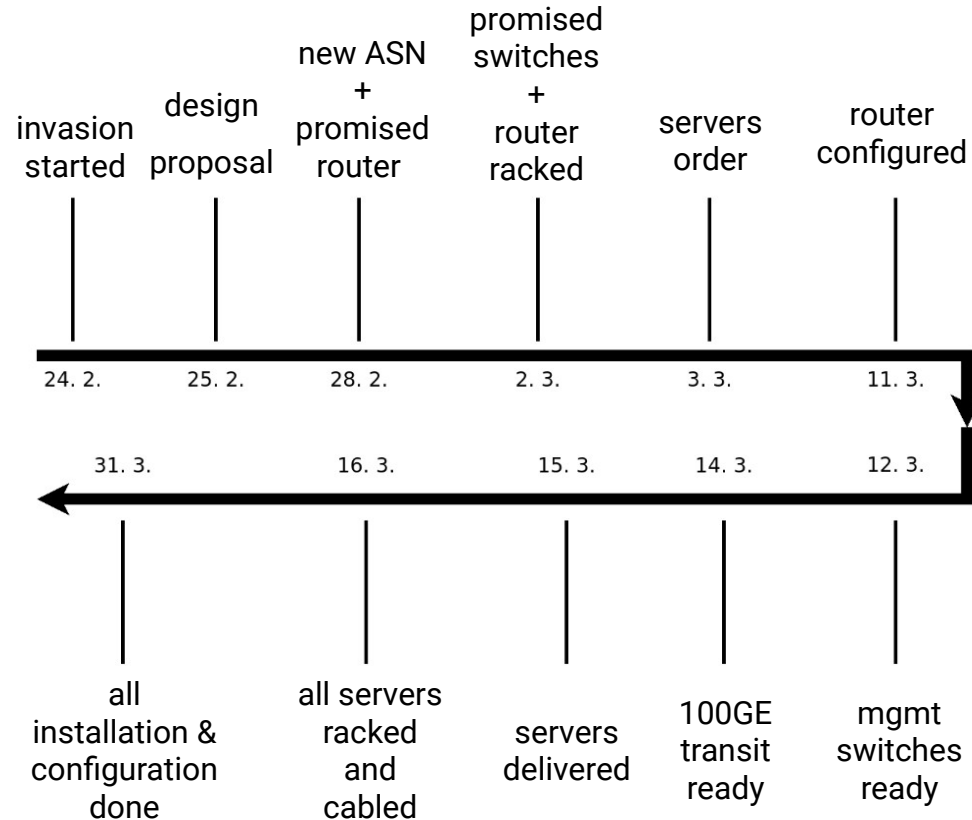 invasion
started
design
proposal
new ASN
+
promised
router
promised
switches
+
router
racked
servers
order
router
configured
24. 2.
25. 2.
28. 2.
2. 3.
3. 3.
11. 3.
31. 3.
16. 3.
15. 3.
14. 3.
12. 3.
all
installation &
configuration
done
all servers
racked
and
cabled
servers
delivered
100GE
transit
ready
mgmt
switches
ready